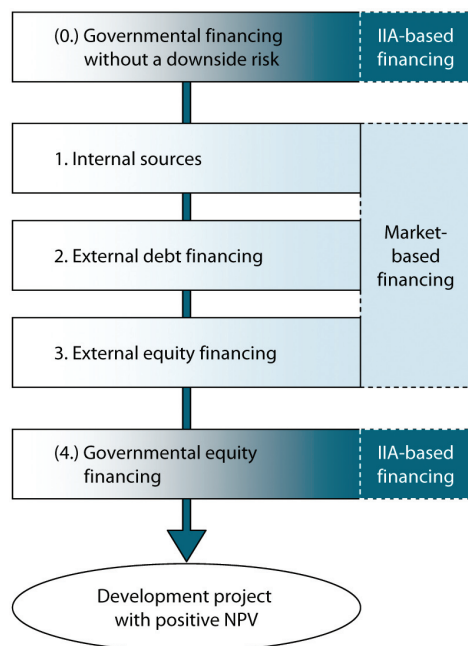 (0.) Governmental financing
without a downside risk
IIA-based
financing
1. Internal sources
2. External debt financing
3. External equity financing
Market-
based
financing
(4.) Governmental equity
financing
IIA-based
financing
Development project
with positive NPV